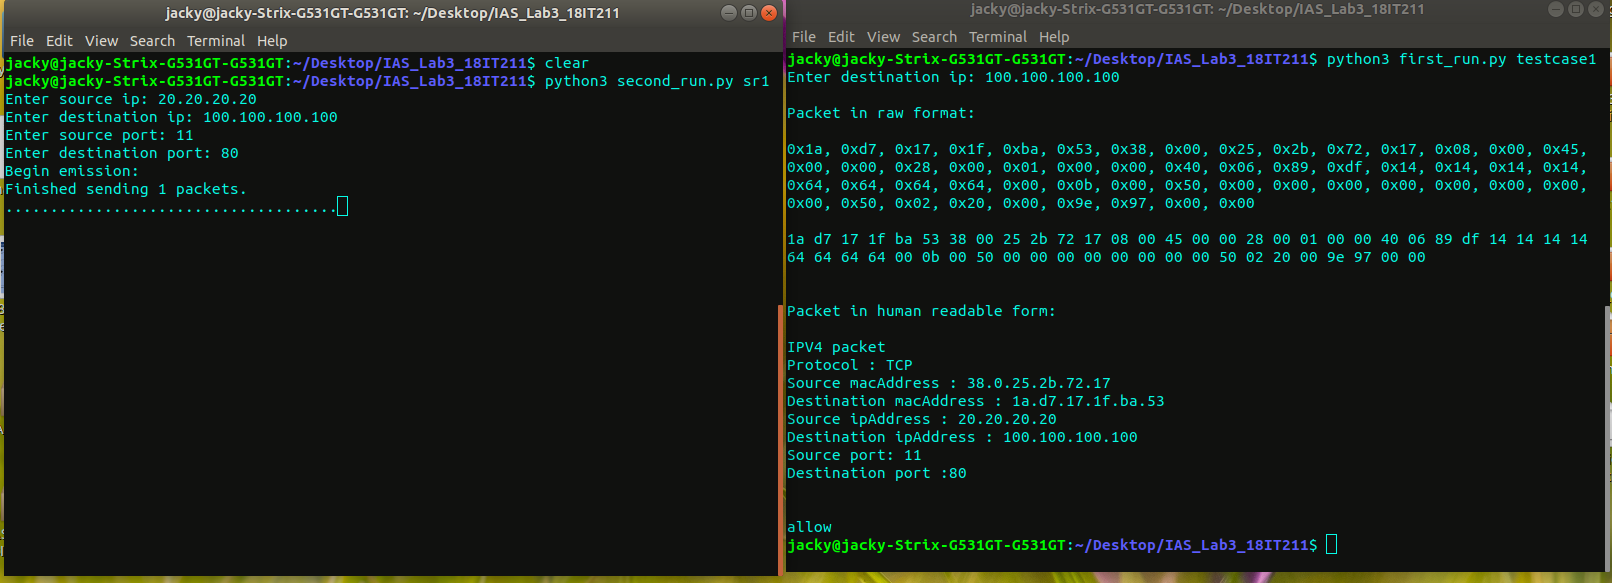 jacky@jacky-Strix-G531GT-G531GT: ~/Desktop/IAS_Lab3_18IT211
File Edit View Search Terminal Help
jacky@jacky-Strix-G531GT-G531GT:~/Desktop/IAS_Lab3_18IT211$ clear
jacky@jacky-Strix-G531GT-G531GT:~/Desktop/IAS_Lab3_18IT211$ python3 second_run.py sr1
Enter source ip: 20.20.20.20
Enter destination ip: 100.100.100.100
Enter source port: 11
Enter destination port: 80
Begin emission:
Finished sending 1 packets.
.....................................
jacky@jacky-Strix-G531GT-G531GT: ~/Desktop/IAS_Lab3_18IT211
File Edit View Search Terminal Help
jacky@jacky-Strix-G531GT-G531GT:~/Desktop/IAS_Lab3_18IT211$ python3 first_run.py testcase1
Enter destination ip: 100.100.100.100
Packet in raw format:
0x1a, 0xd7, 0x17, 0x1f, 0xba, 0x53, 0x38, 0x00, 0x25, 0x2b, 0x72, 0x17, 0x08, 0x00, 0x45,
0x00, 0x00, 0x28, 0x00, 0x01, 0x00, 0x00, 0x40, 0x06, 0x89, 0xdf, 0x14, 0x14, 0x14, 0x14,
0x64, 0x64, 0x64, 0x64, 0x00, 0x0b, 0x00, 0x50, 0x00, 0x00, 0x00, 0x00, 0x00, 0x00, 0x00,
0x00, 0x50, 0x02, 0x20, 0x00, 0x9e, 0x97, 0x00, 0x00
1a d7 17 1f ba 53 38 00 25 2b 72 17 08 00 45 00 00 28 00 01 00 00 40 06 89 df 14 14 14 14
64 64 64 64 00 0b 00 50 00 00 00 00 00 00 00 00 50 02 20 00 9e 97 00 00
Packet in human readable form:
IPV4 packet
Protocol : TCP
Source macAddress : 38.0.25.2b.72.17
Destination macAddress : 1a.d7.17.1f.ba.53
Source ipAddress : 20.20.20.20
Destination ipAddress : 100.100.100.100
Source port: 11
Destination port :80
allow
jacky@jacky-Strix-G531GT-G531GT:~/Desktop/IAS_Lab3_18IT211$